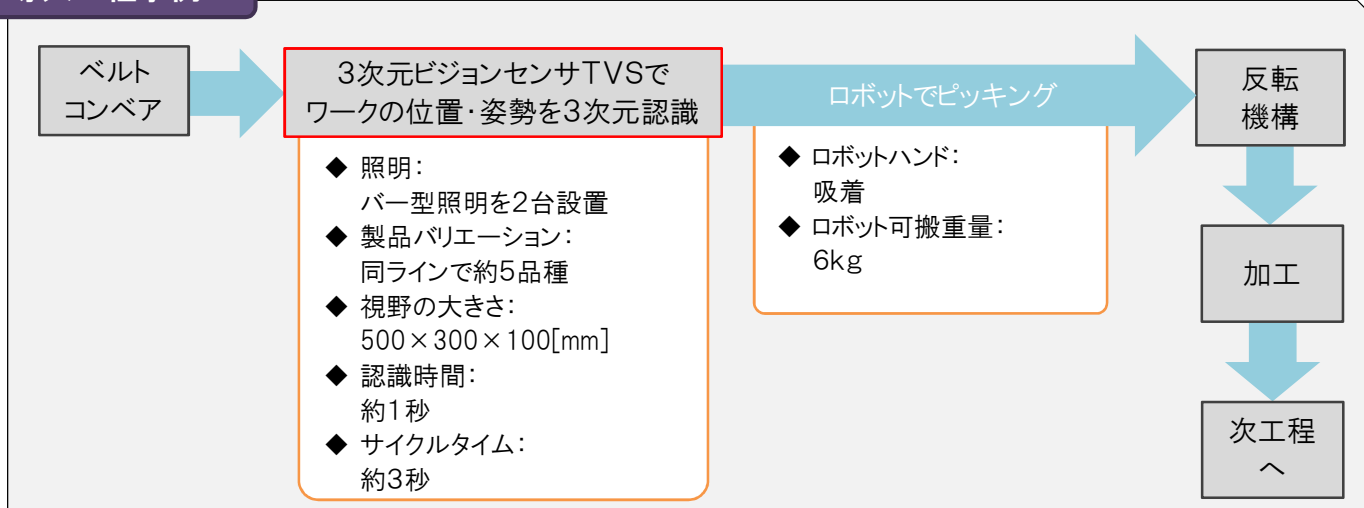 ベルト
コンベア
3次元ビジョンセンサTVSで
ワークの位置・姿勢を3次元認識
ロボットでピッキング
反転
機構
◆ 照明：
バー型照明を2台設置
◆ 製品バリエーション：
同ラインで約5品種
◆ 視野の大きさ：
500×300×100[mm]
◆ 認識時間：
約1秒
◆ サイクルタイム：
約3秒
◆ ロボットハンド：
吸着
◆ ロボット可搬重量：
6kg
加工
次工程
へ